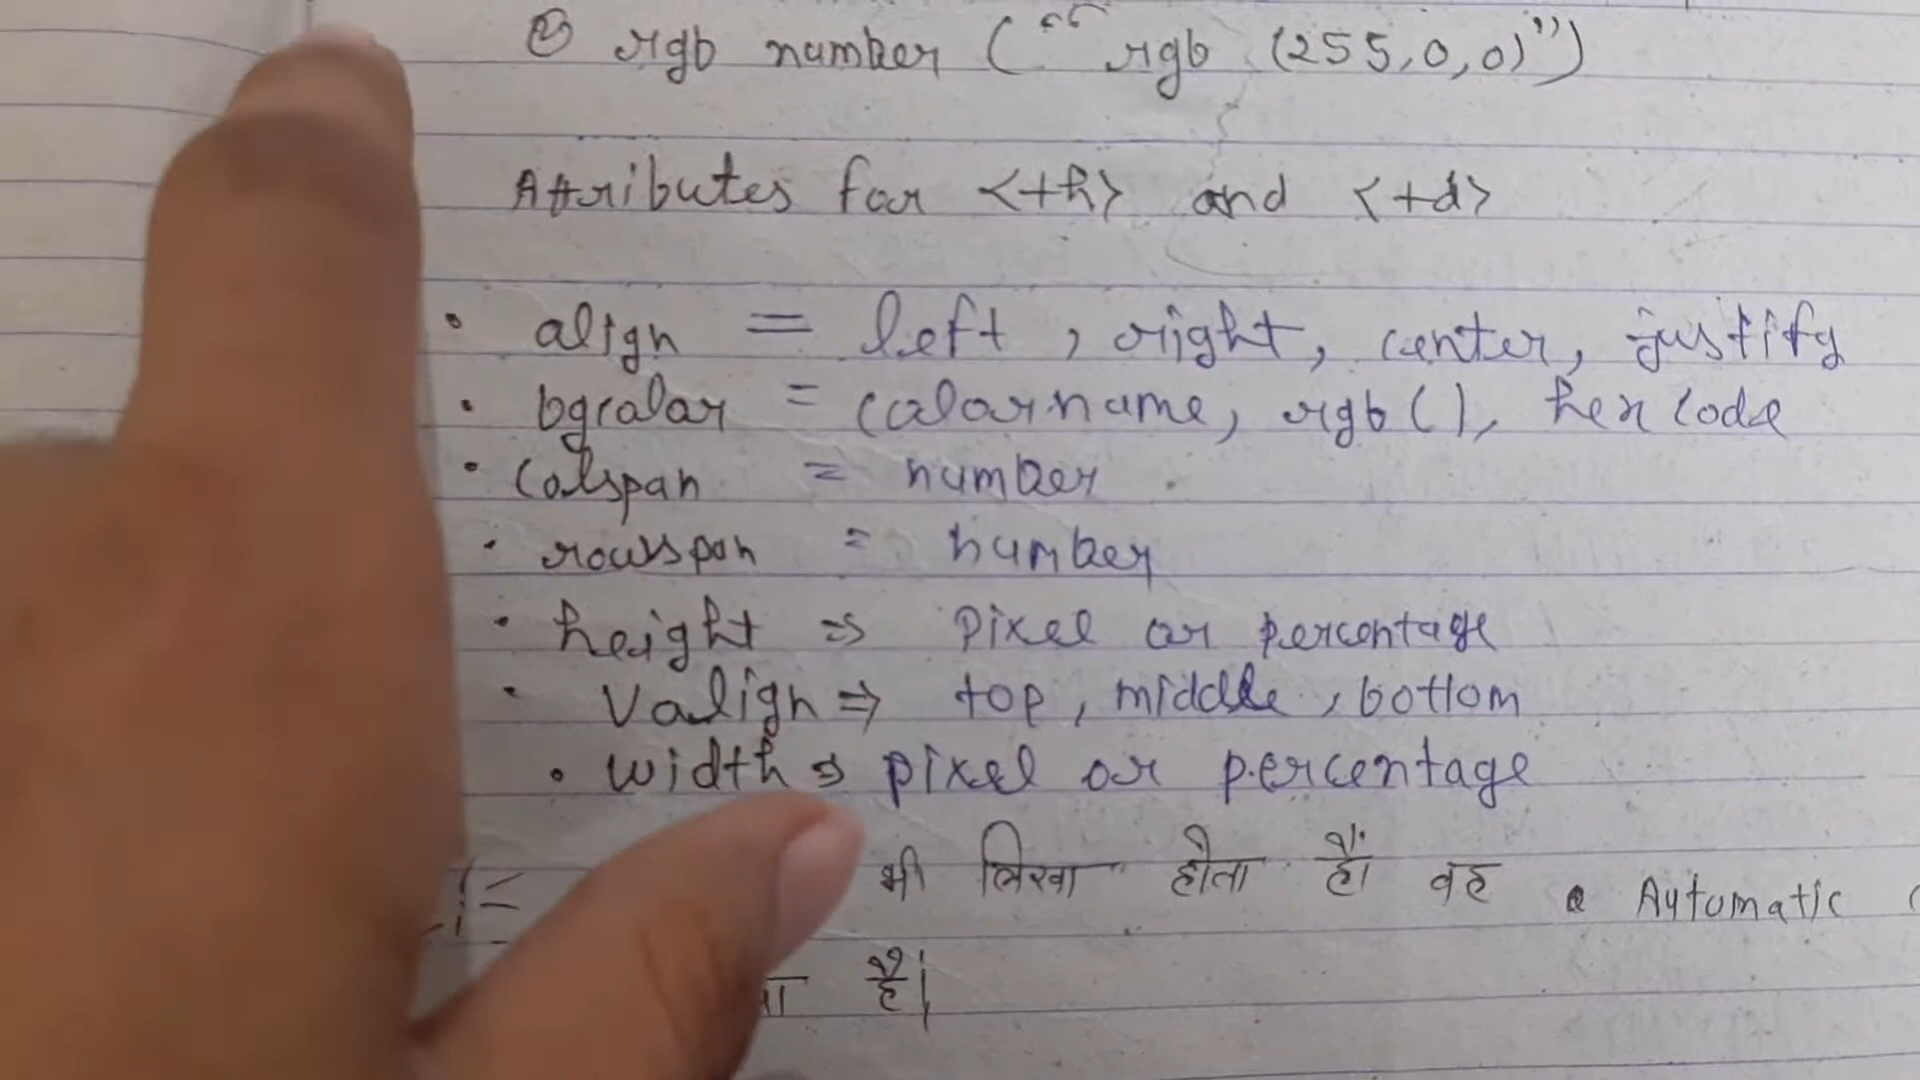 ② rgb number ("rgb (255,0,0)")
Attributes for <th> and <td>
• align = left, right, center, justify
• bgcolor = colorname, rgb(), hex code
• Colspan = number
• rowspan = number
• height ⇒ Pixel or percentage
• Valign ⇒ top, middle, bottom
• width ⇒ pixel or percentage
भी लिखा होता है। वह Automatic
है।